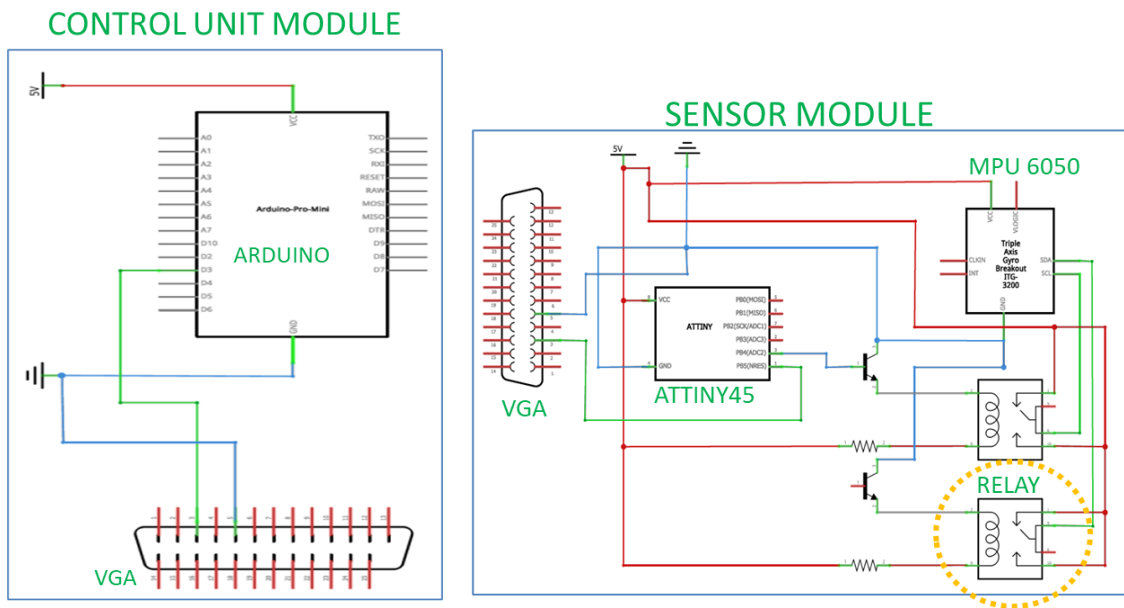 CONTROL UNIT MODULE
5V
VCC
A0
A1
A2
A3
A4
A5
A6
A7
D10
D2
D3
D4
D5
D6
TXO
SCK
RXI
RESET
RAW
MOSI
MISO
DTR
D9
D8
D7
Arduino-Pro-Mini
ARDUINO
GND
VGA
SENSOR MODULE
5V
VGA
VCC
GND
ATTINY
PB0(MOSI)
PB1(MISO)
PB2(SCK/ADC1)
PB3(ADC3)
PB4(ADC2)
PB5(NRES)
ATTINY45
MPU 6050
VCC
VLOGIC
CLKIN
INT
Triple
Axis
Gyro
Breakout
ITG-
3200
SDA
SCL
GND
RELAY